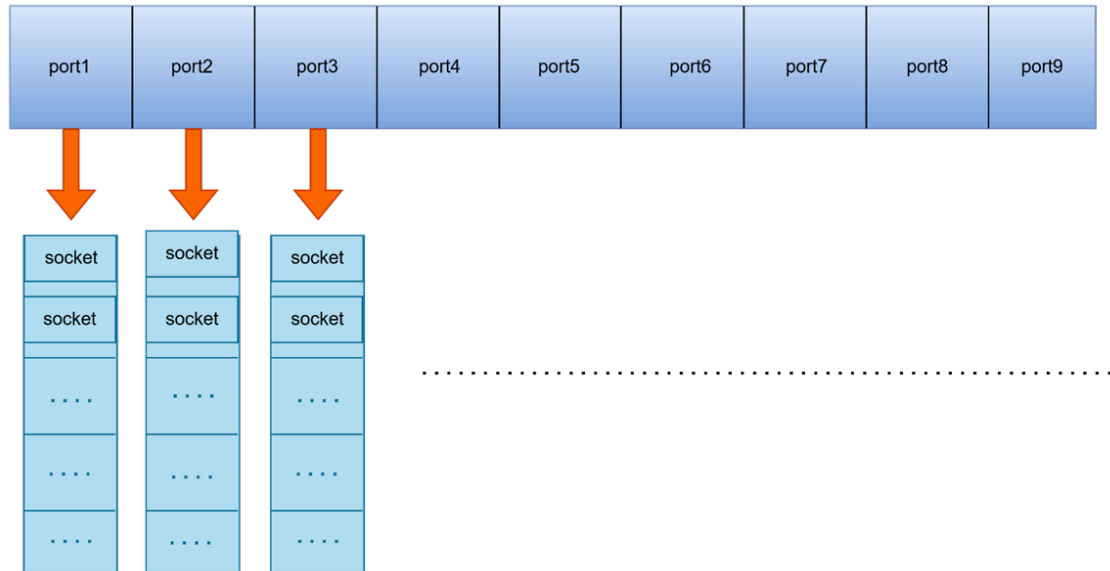 port1 port2 port3 port4 port5 port6 port7 port8 port9
socket socket socket
socket socket socket
.... .... ....
.... .... ....
.... .... ....